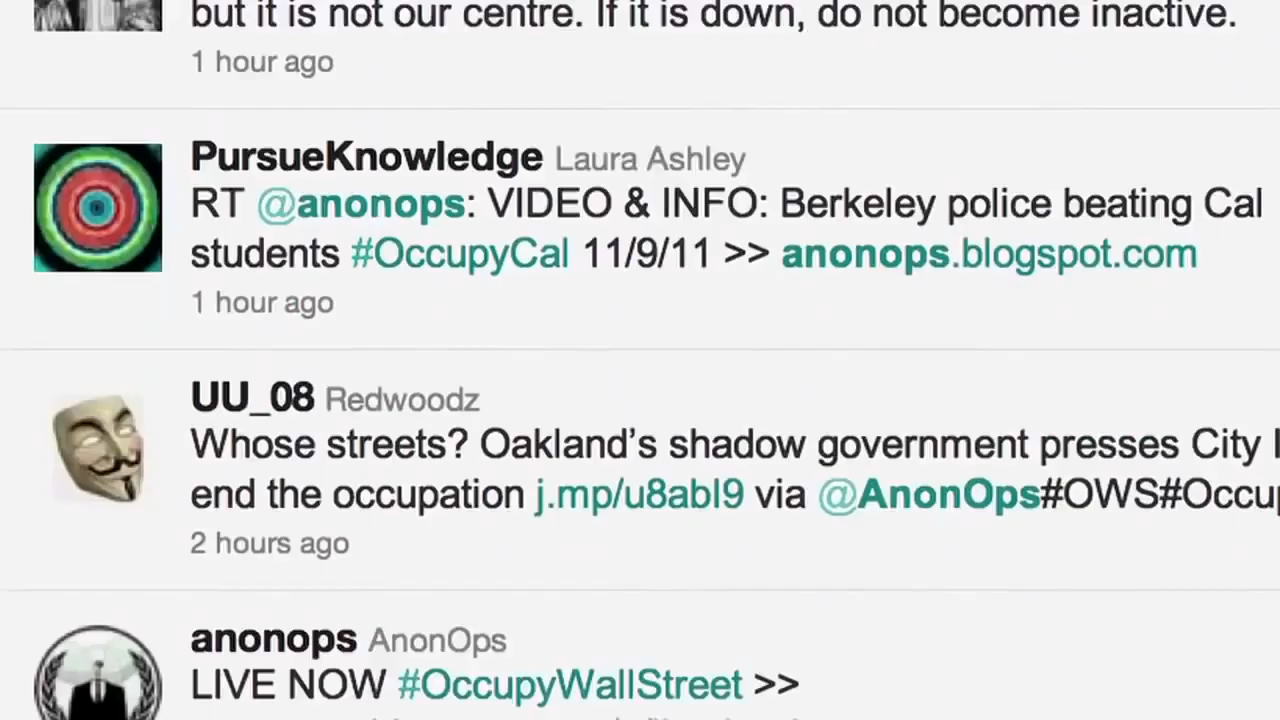 but it is not our centre. If it is down, do not become inactive.
1 hour ago
PursueKnowledge Laura Ashley
RT @anonops: VIDEO & INFO: Berkeley police beating Cal
students #OccupyCal 11/9/11 >> anonops.blogspot.com
1 hour ago
UU_08 Redwoodz
Whose streets? Oakland’s shadow government presses City
end the occupation j.mp/u8abI9 via @AnonOps#OWS#Occup
2 hours ago
anonops AnonOps
LIVE NOW #OccupyWallStreet >>